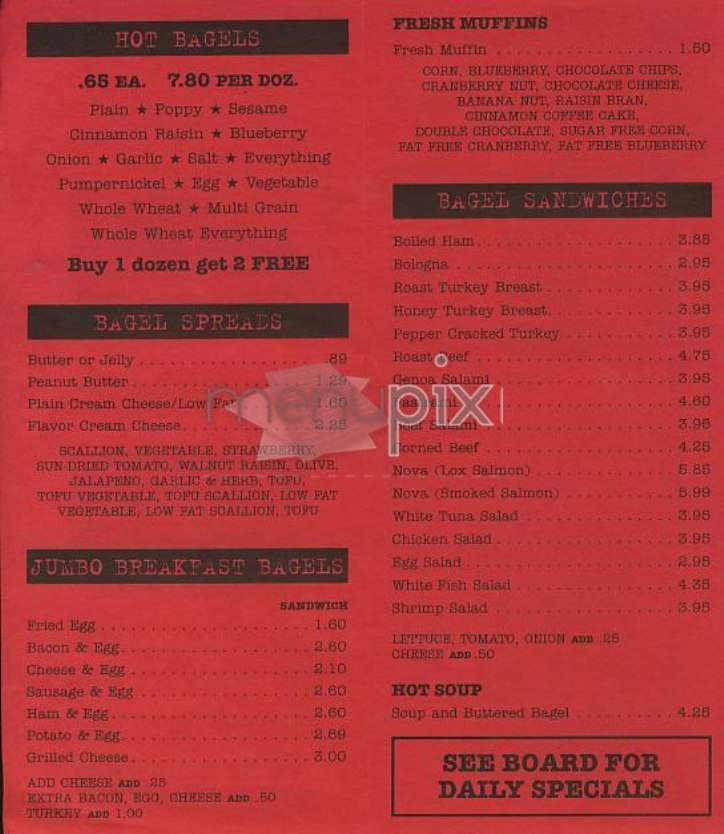 HOT BAGELS
.65 EA. 7.80 PER DOZ.
Plain ★ Poppy ★ Sesame
Cinnamon Raisin ★ Blueberry
Onion ★ Garlic ★ Salt ★ Everything
Pumpernickel ★ Egg ★ Vegetable
Whole Wheat ★ Multi Grain
Whole Wheat Everything
Buy 1 dozen get 2 FREE
BAGEL SPREADS
Butter or Jelly .89
Peanut Butter 1.29
Plain Cream Cheese/Low Fat 1.60
Flavor Cream Cheese 2.25
SCALLION, VEGETABLE, STRAWBERRY,
SUN-DRIED TOMATO, WALNUT RAISIN, OLIVE,
JALAPENO, GARLIC & HERB, TOFU,
TOFU VEGETABLE, TOFU SCALLION, LOW FAT
VEGETABLE, LOW FAT SCALLION, TOFU
JUMBO BREAKFAST BAGELS
SANDWICH
Fried Egg 1.60
Bacon & Egg 2.60
Cheese & Egg 2.10
Sausage & Egg 2.60
Ham & Egg 2.60
Potato & Egg 2.69
Grilled Cheese 3.00
ADD CHEESE ADD .25
EXTRA BACON, EGG, CHEESE ADD .50
TURKEY ADD 1.00
FRESH MUFFINS
Fresh Muffin 1.50
CORN, BLUEBERRY, CHOCOLATE CHIPS,
CRANBERRY NUT, CHOCOLATE CHEESE,
BANANA NUT, RAISIN BRAN,
CINNAMON COFFEE CAKE,
DOUBLE CHOCOLATE, SUGAR FREE CORN,
FAT FREE CRANBERRY, FAT FREE BLUEBERRY
BAGEL SANDWICHES
Boiled Ham 3.85
Bologna 2.95
Roast Turkey Breast 3.95
Honey Turkey Breast 3.95
Pepper Cracked Turkey 3.95
Roast Beef 4.75
Genoa Salami 3.95
Pastrami 4.60
Beef Salami 3.95
Corned Beef 4.25
Nova (Lox Salmon) 5.85
Nova (Smoked Salmon) 5.99
White Tuna Salad 3.95
Chicken Salad 3.95
Egg Salad 2.95
White Fish Salad 4.35
Shrimp Salad 3.95
LETTUCE, TOMATO, ONION ADD .25
CHEESE ADD .50
HOT SOUP
Soup and Buttered Bagel 4.25
SEE BOARD FOR
DAILY SPECIALS
menupix